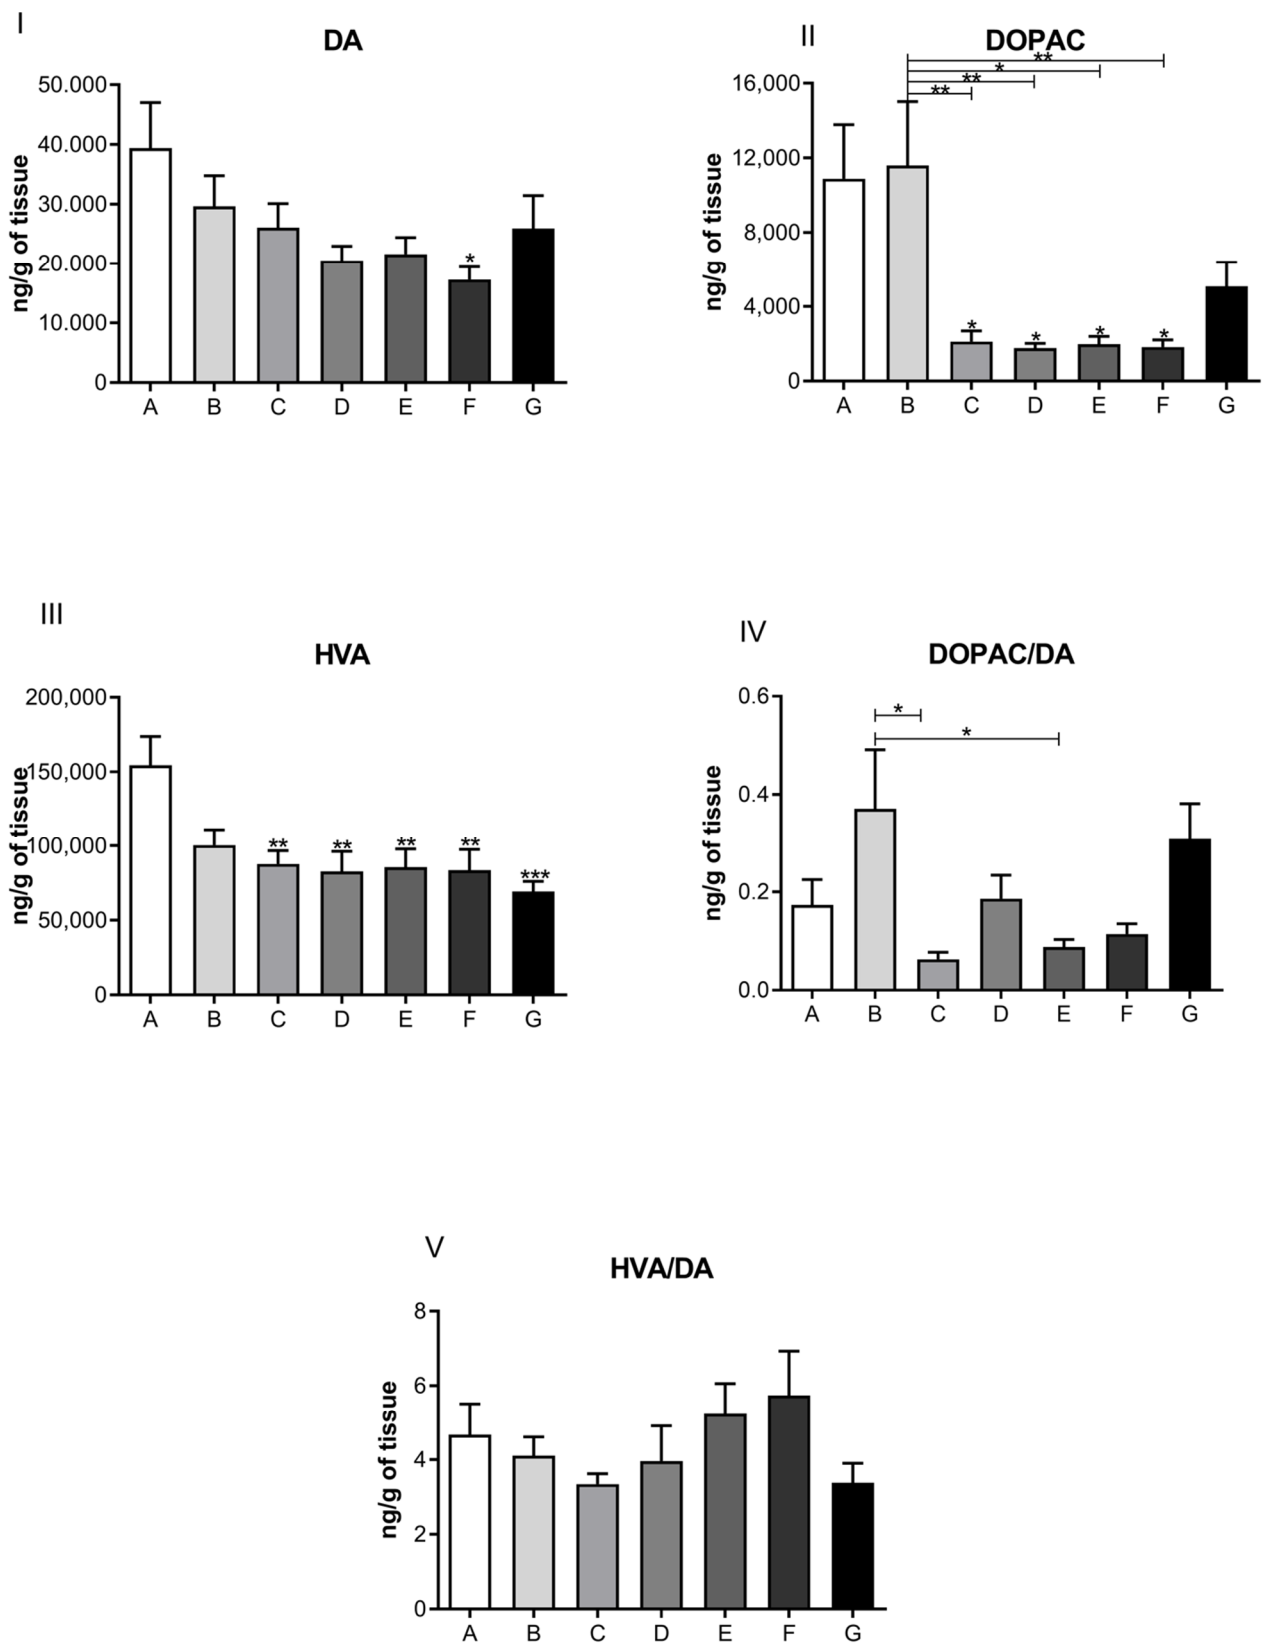 I
DA
ng/g of tissue
50.000
40.000
30.000
20.000
10.000
0
*
A B C D E F G
II
DOPAC
ng/g of tissue
**
*
**
**
16,000
12,000
8,000
4,000
0
* * * *
A B C D E F G
III
HVA
ng/g of tissue
200,000
150,000
100,000
50,000
0
** ** ** ** ***
A B C D E F G
IV
DOPAC/DA
ng/g of tissue
0.6
0.4
0.2
0.0
*
*
A B C D E F G
V
HVA/DA
ng/g of tissue
8
6
4
2
0
A B C D E F G